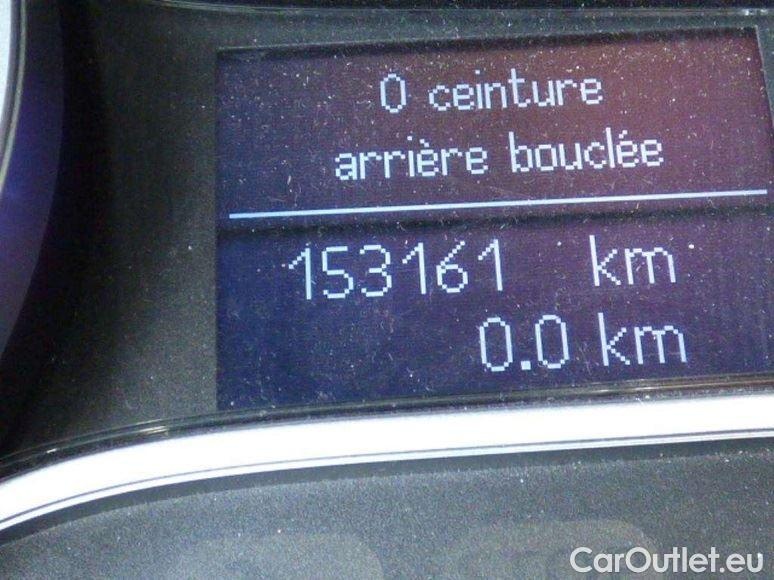 0 ceinture
arrière bouclée
153161 km
0.0 km
CarOutlet.eu